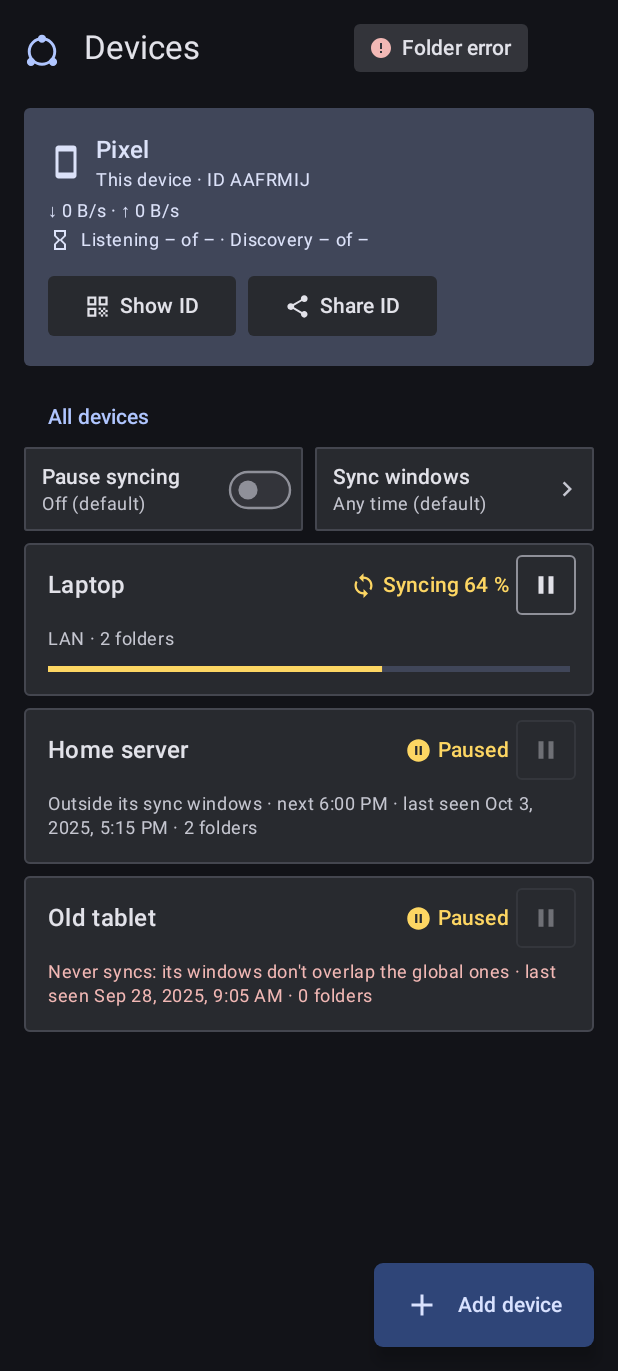 Devices
Folder error
Pixel
This device · ID AAFRMIJ
↓ 0 B/s · ↑ 0 B/s
Listening – of – · Discovery – of –
Show ID
Share ID
All devices
Pause syncing
Off (default)
Sync windows
Any time (default)
Laptop
Syncing 64 %
LAN · 2 folders
Home server
Paused
Outside its sync windows · next 6:00 PM · last seen Oct 3,
2025, 5:15 PM · 2 folders
Old tablet
Paused
Never syncs: its windows don't overlap the global ones · last
seen Sep 28, 2025, 9:05 AM · 0 folders
Add device